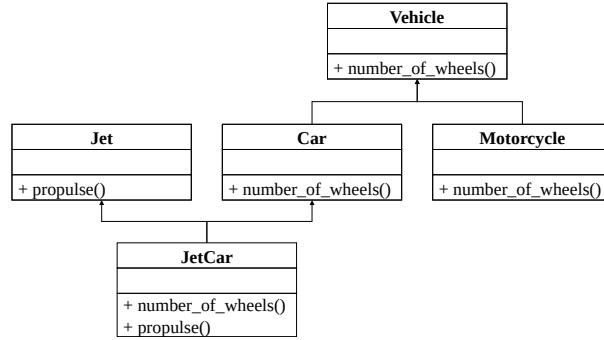 Vehicle
+ number_of_wheels()
Jet
+ propulse()
Car
+ number_of_wheels()
Motorcycle
+ number_of_wheels()
JetCar
+ number_of_wheels()
+ propulse()